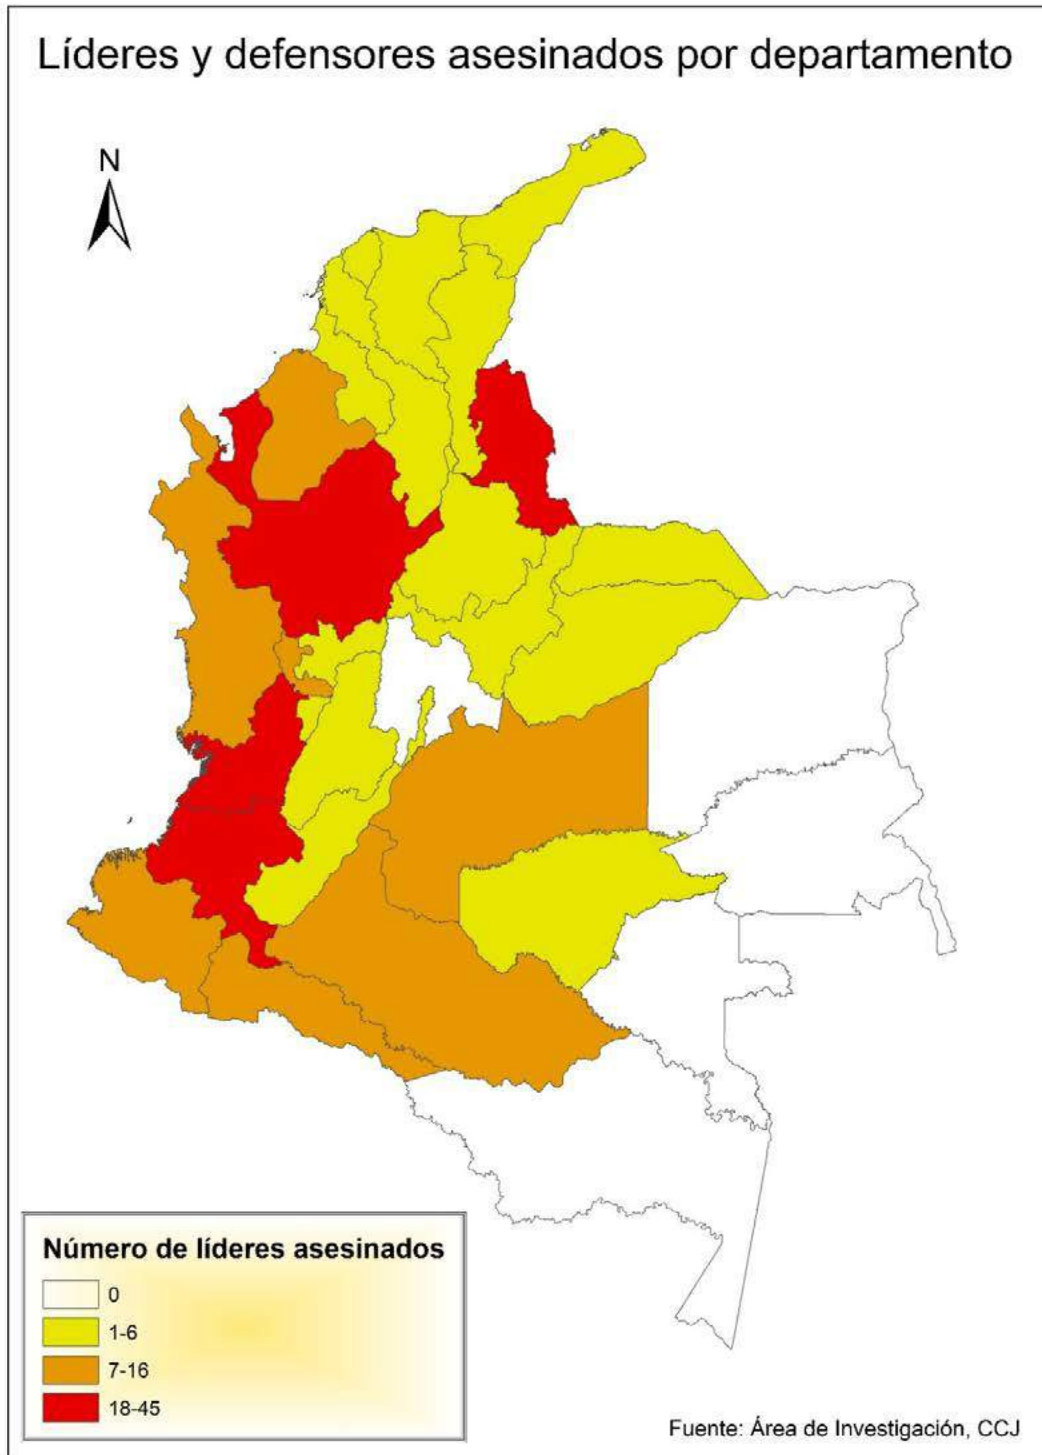 Líderes y defensores asesinados por departamento
N
Número de líderes asesinados
0
1-6
7-16
18-45
Fuente: Área de Investigación, CCJ